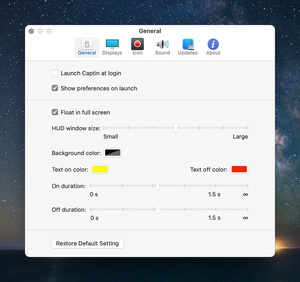 General
General Displays Icon Sound Updates About
Launch Captin at login
Show preferences on launch
Float in full screen
HUD window size:
Small Large
Background color:
Text on color: Text off color:
On duration:
0 s 1.5 s ∞
Off duration:
0 s 1.5 s ∞
Restore Default Setting